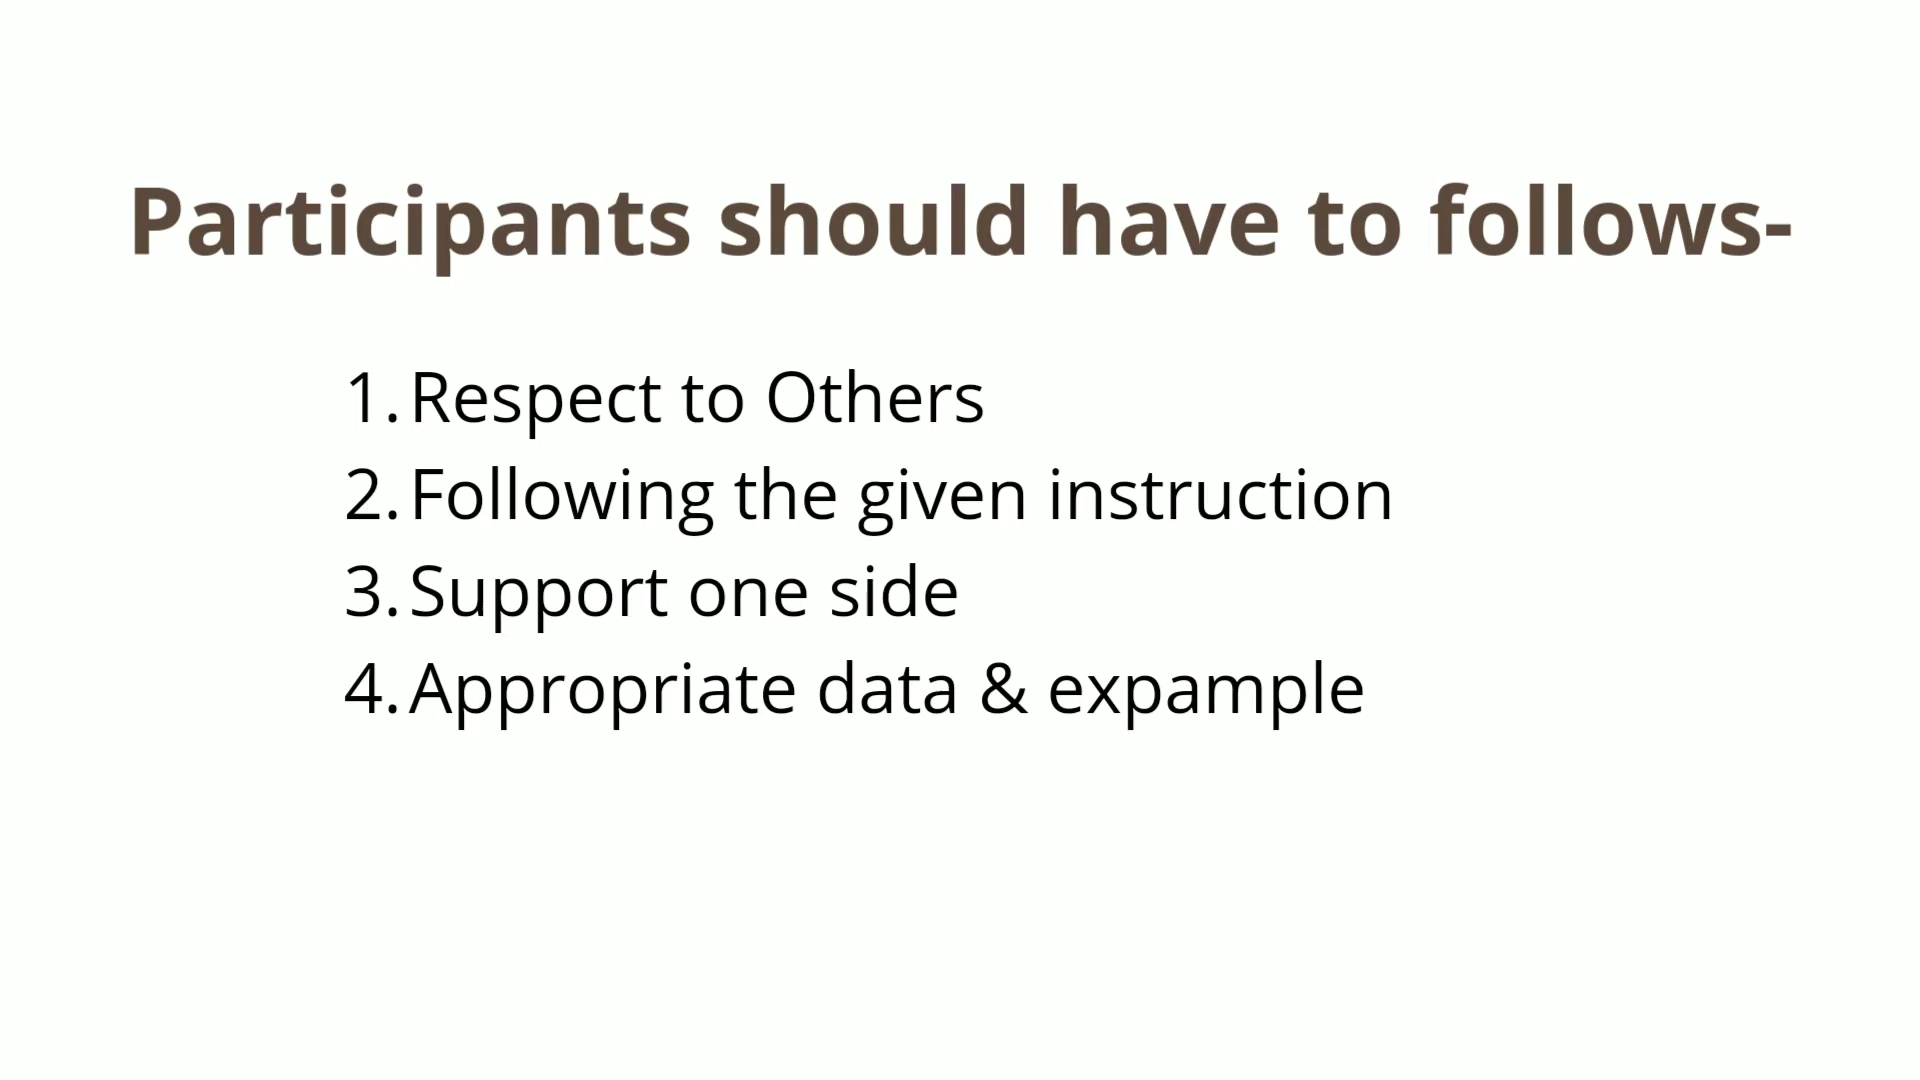 Participants should have to follows-
1. Respect to Others
2. Following the given instruction
3. Support one side
4. Appropriate data & expample